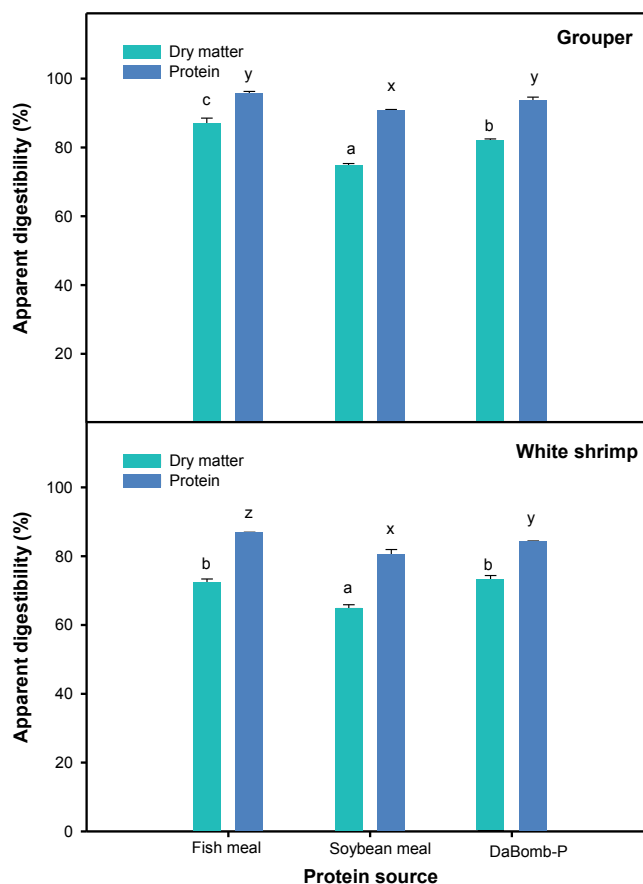 Grouper
Dry matter
Protein
Apparent digestibility (%)
100
80
60
40
20
c
y
a
x
b
y
White shrimp
Dry matter
Protein
Apparent digestibility (%)
100
80
60
40
20
0
b
z
a
x
b
y
Fish meal
Soybean meal
DaBomb-P
Protein source